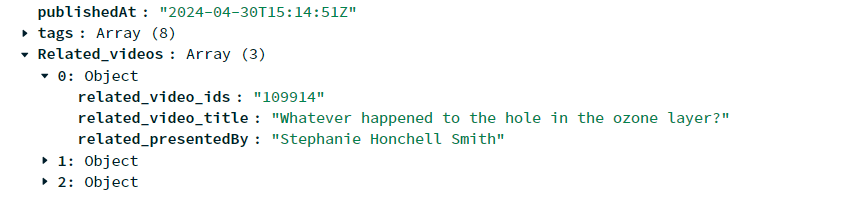 publishedAt : "2024-04-30T15:14:51Z"
tags : Array (8)
Related_videos : Array (3)
0: Object
related_video_ids : "109914"
related_video_title : "Whatever happened to the hole in the ozone layer?"
related_presentedBy : "Stephanie Honchell Smith"
1: Object
2: Object